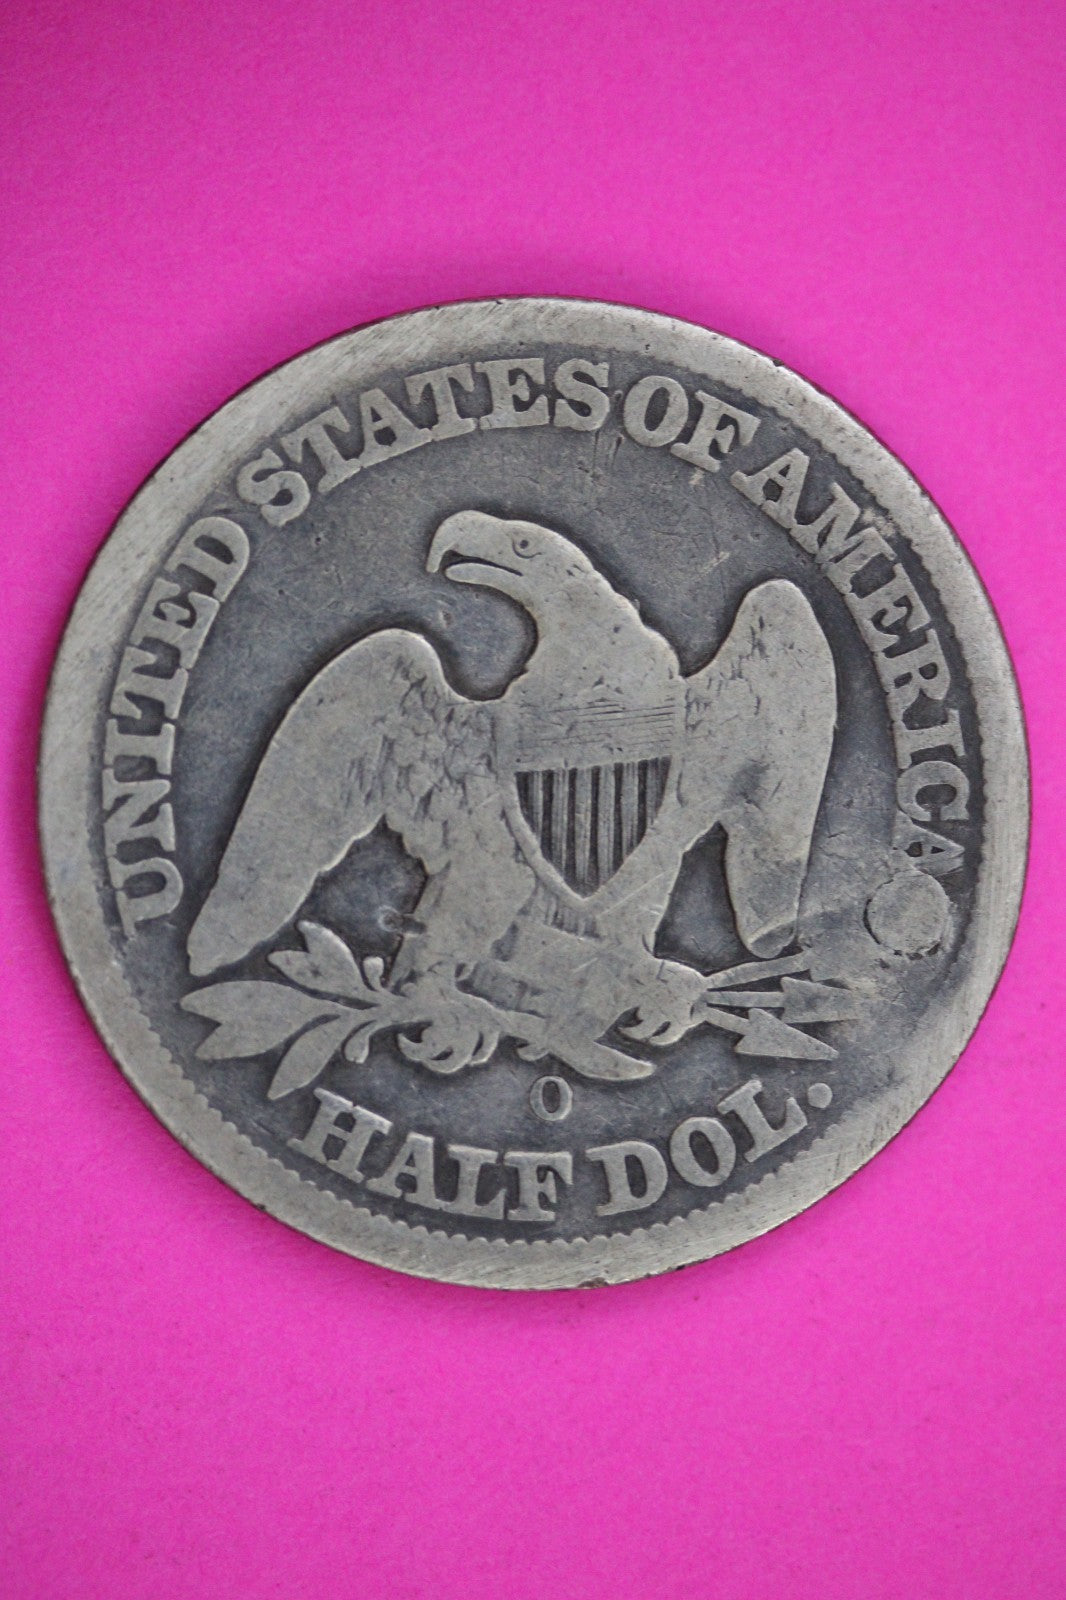 UNITED STATES OF AMERICA
O
HALF DOL.